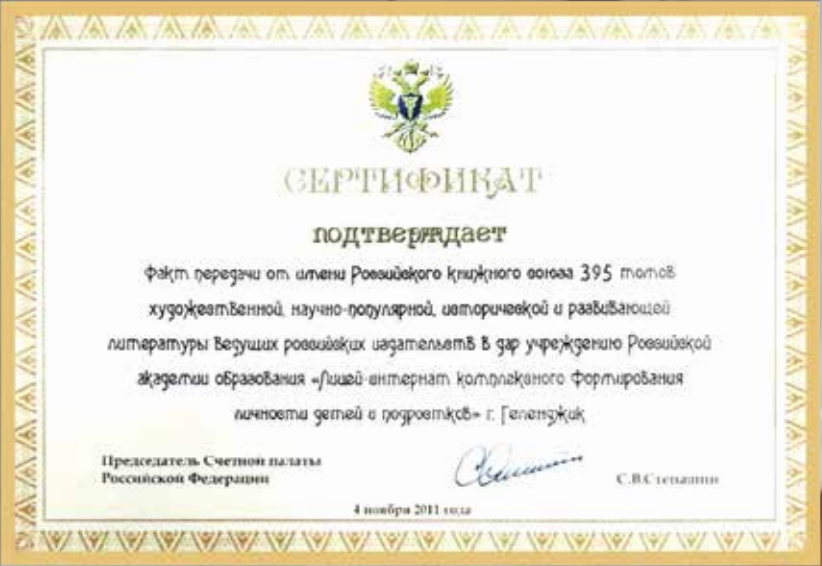 СЕРТИФИКАТ
подтверждает
факт передачи от имени Российского книжного союза 395 томов
художественной, научно-популярной, исторической и развивающей
литературы ведущих российских издательств в дар учреждению Российской
академии образования «Лицей-интернат комплексного формирования
личности детей и подростков» г. Геленджик
Председатель Счетной палаты
Российской Федерации
С.В.Степашин
4 ноября 2011 года